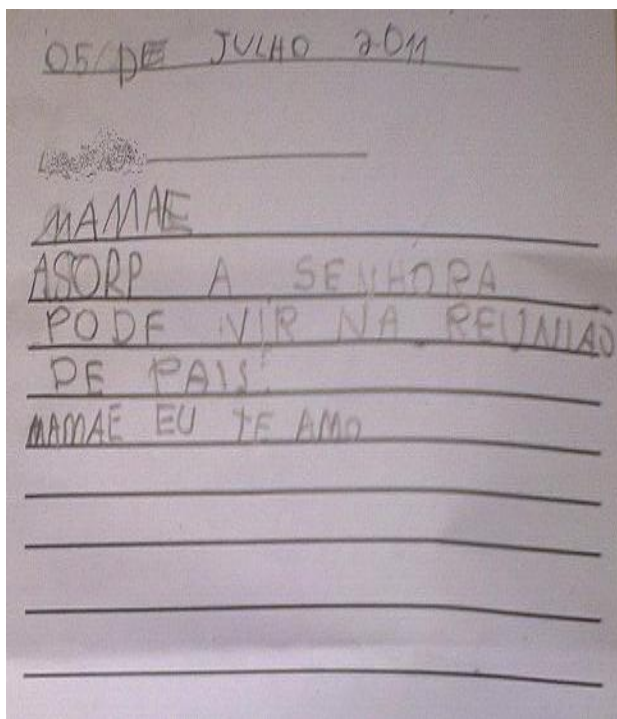 05/DE JULHO 2011
MAMAE
ASORP A SENHORA
PODE VIR NA REUNIAO
DE PAIS:
MAMAE EU TE AMO